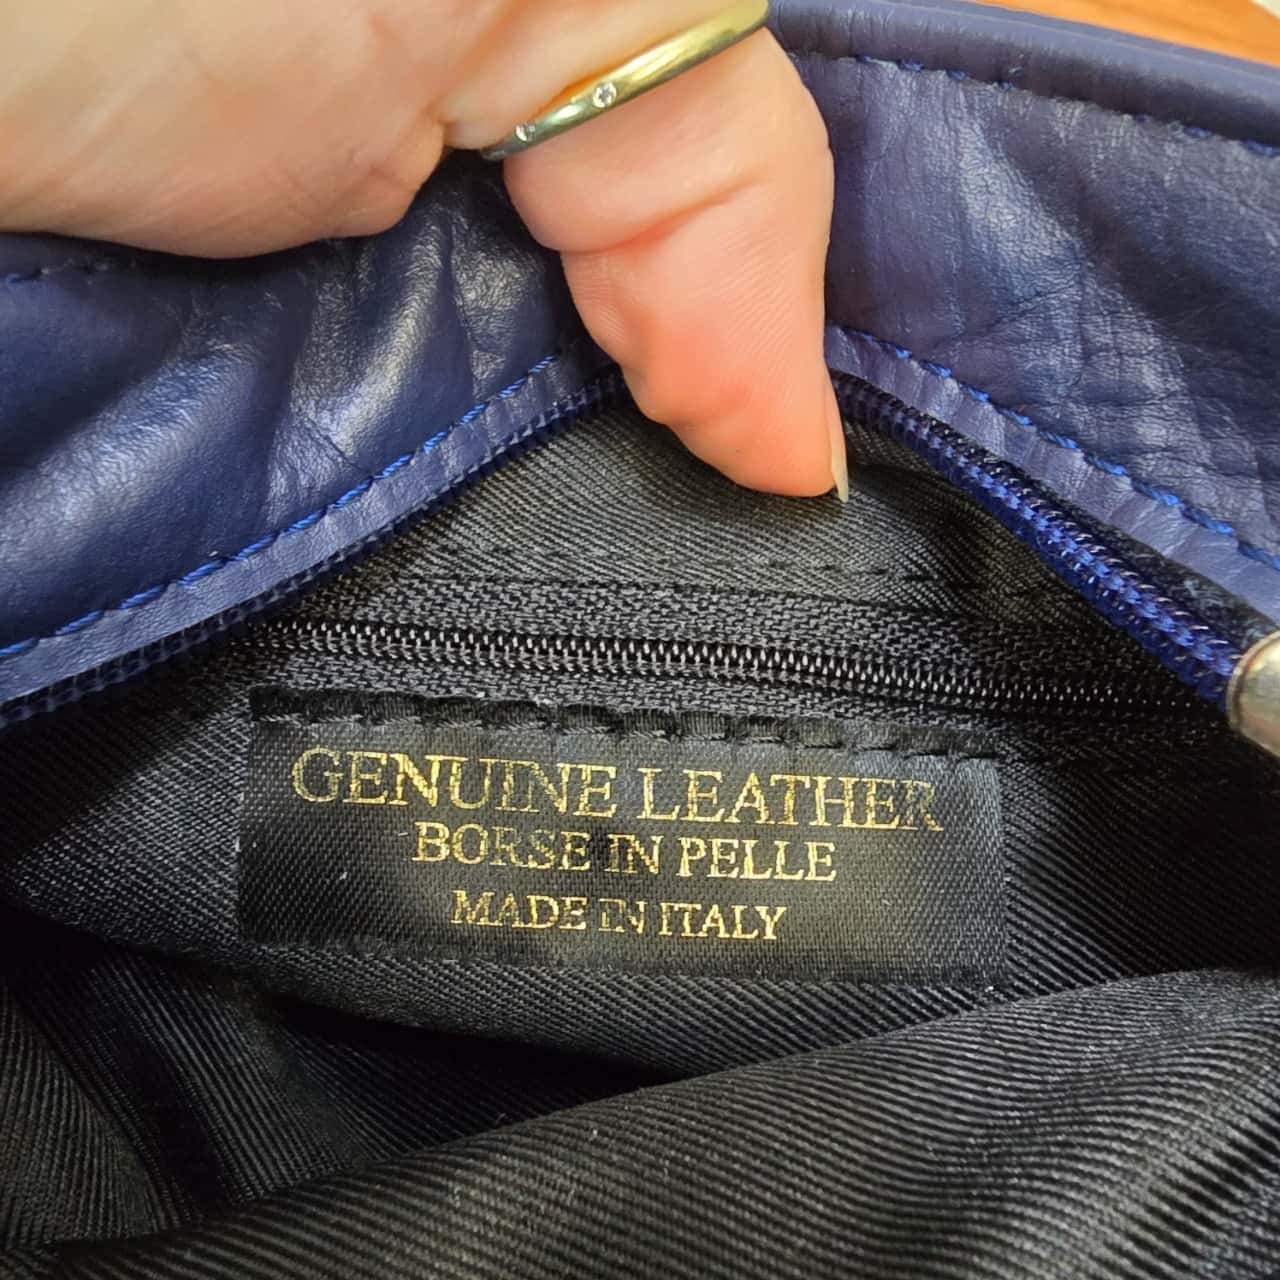 GENUINE LEATHER
BORSE IN PELLE
MADE IN ITALY